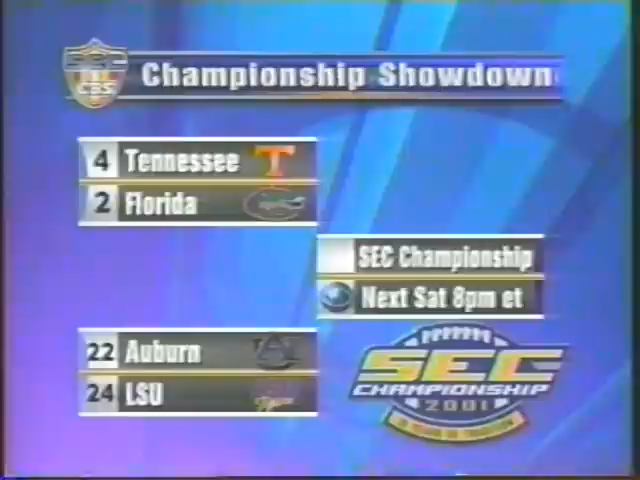 SEC
CBS
Championship Showdown
4 Tennessee T
2 Florida
SEC Championship
Next Sat 8pm et
22 Auburn AU
24 LSU
SEC
CHAMPIONSHIP
2001